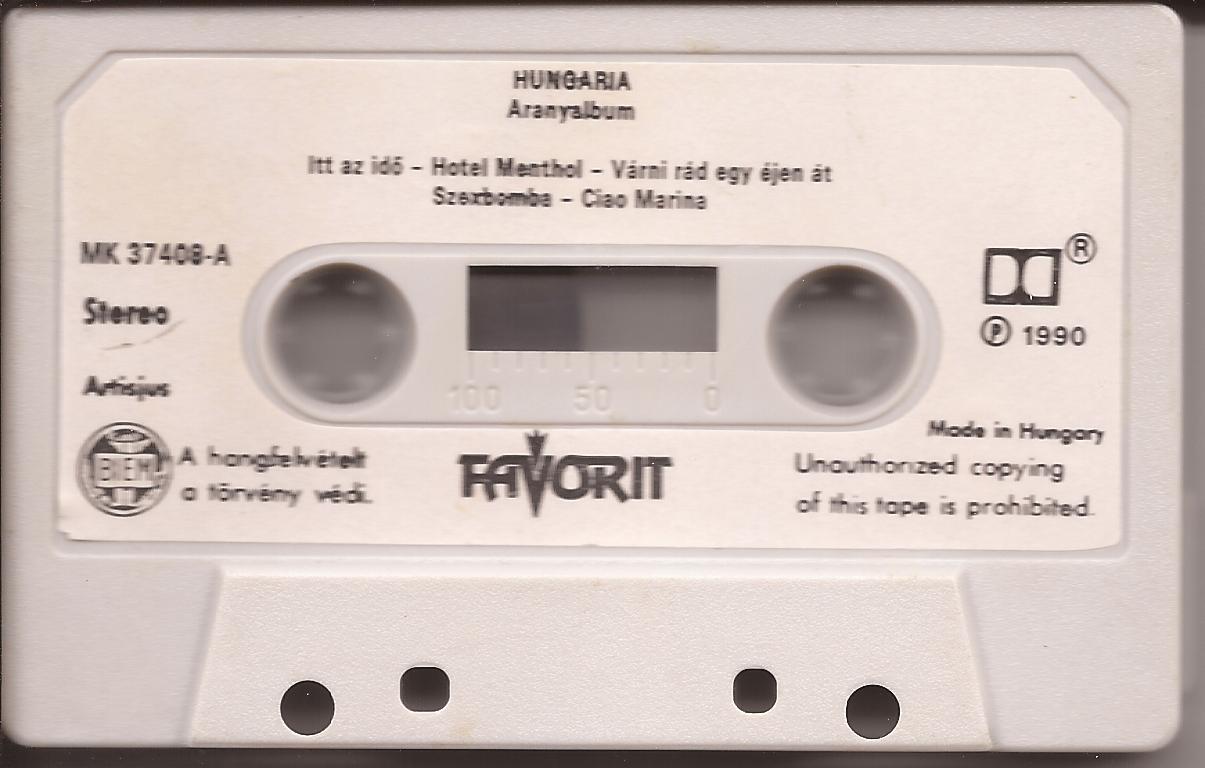 HUNGARIA
Aranyalbum
Itt az idő – Hotel Menthol – Várni rád egy éjen át
Szexbomba – Ciao Marina
MK 37408-A
Stereo
® 
℗ 1990
Artisjus
BIEM
A hangfelvételt
a törvény védi.
100 50 0
FAVORIT
Made in Hungary
Unauthorized copying
of this tape is prohibited.